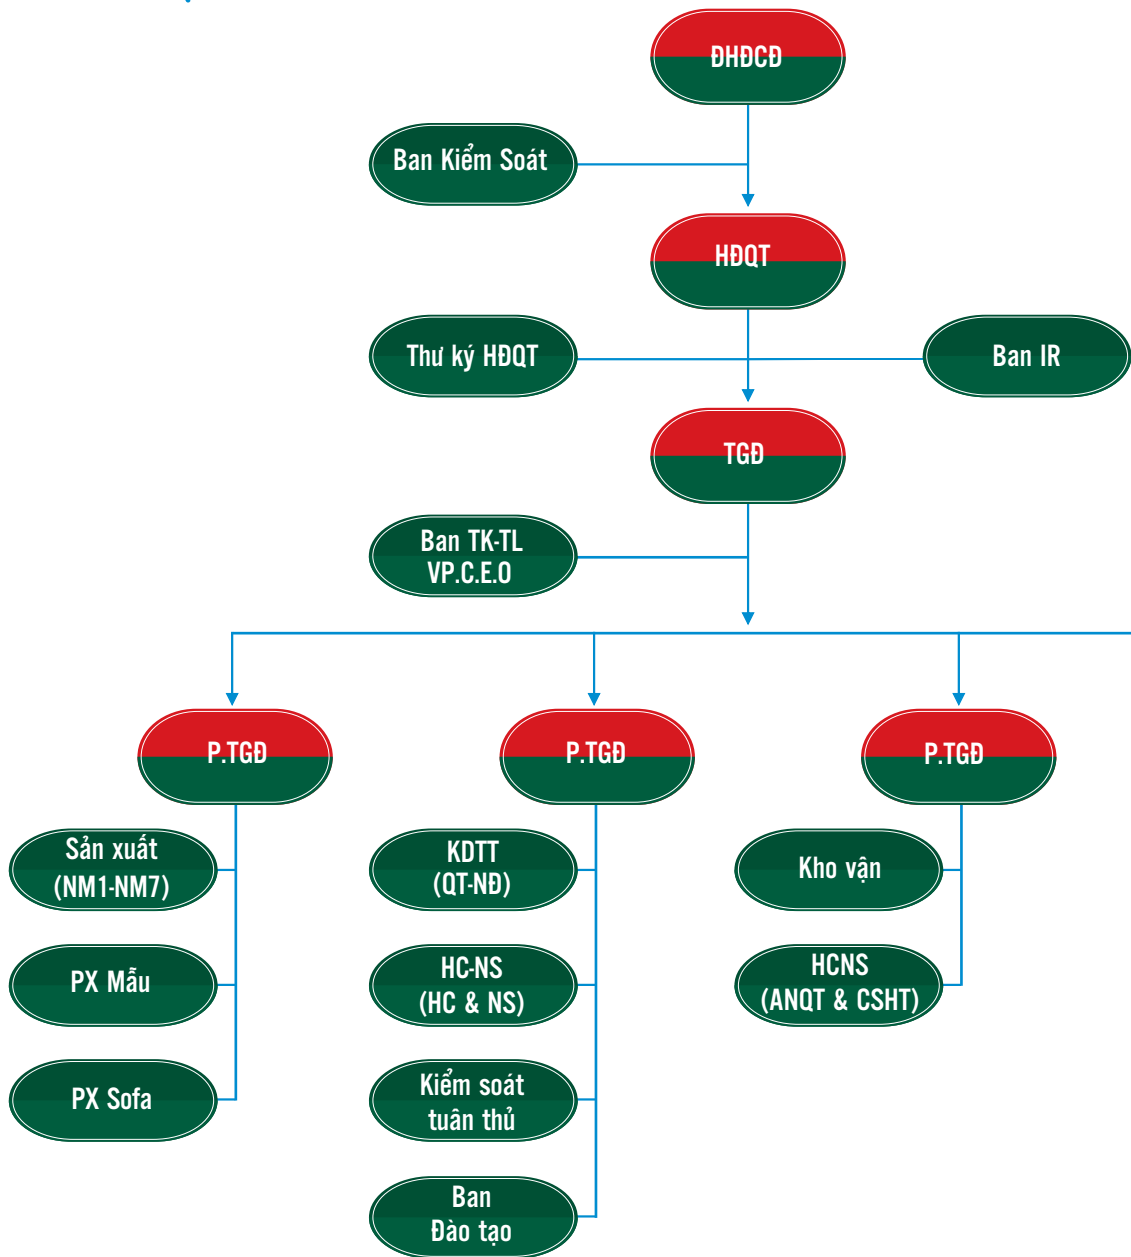 ĐHĐCĐ
Ban Kiểm Soát
HĐQT
Thư ký HĐQT
Ban IR
TGĐ
Ban TK-TL
VP.C.E.O
P.TGĐ
P.TGĐ
P.TGĐ
Sản xuất
(NM1-NM7)
KDTT
(QT-NĐ)
Kho vận
PX Mẫu
HC-NS
(HC & NS)
HCNS
(ANQT & CSHT)
PX Sofa
Kiểm soát
tuân thủ
Ban
Đào tạo